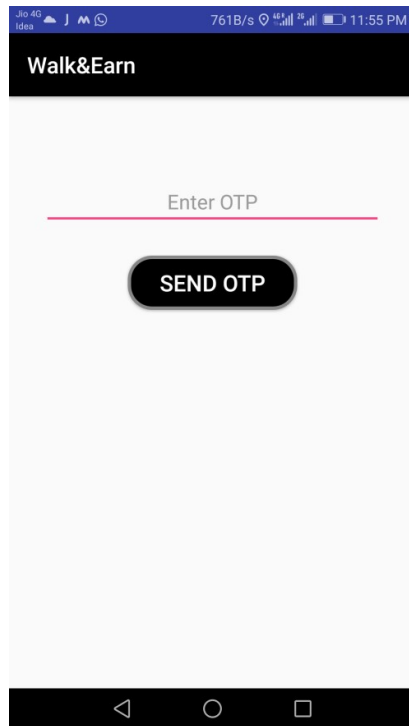 Jio 4G
Idea
761B/s 11:55 PM
Walk&Earn
Enter OTP
SEND OTP